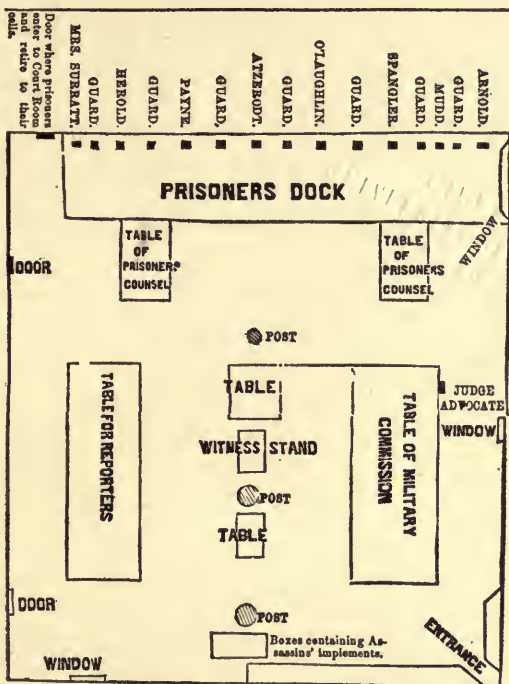 Door where prisoners
enter to Court Room
and retire to their
cells.
MRS. SURRATT.
GUARD.
HEROLD.
GUARD.
PAYNE.
GUARD,
ATZERODT.
GUARD.
O'LAUGHLIN.
GUARD.
SPANGLER.
GUARD.
MUDD.
GUARD.
ARNOLD,
PRISONERS DOCK
TABLE
OF
PRISONERS
COUNSEL
TABLE
OF
PRISONERS
COUNSEL
WINDOW
DOOR
POST
TABLE FOR REPORTERS
TABLE
TABLE OF MILITARY
COMMISSION
JUDGE
ADVOCATE
WINDOW
WITNESS STAND
POST
TABLE
DOOR
POST
Boxes containing As-
sassins' implements.
ENTRANCE
WINDOW